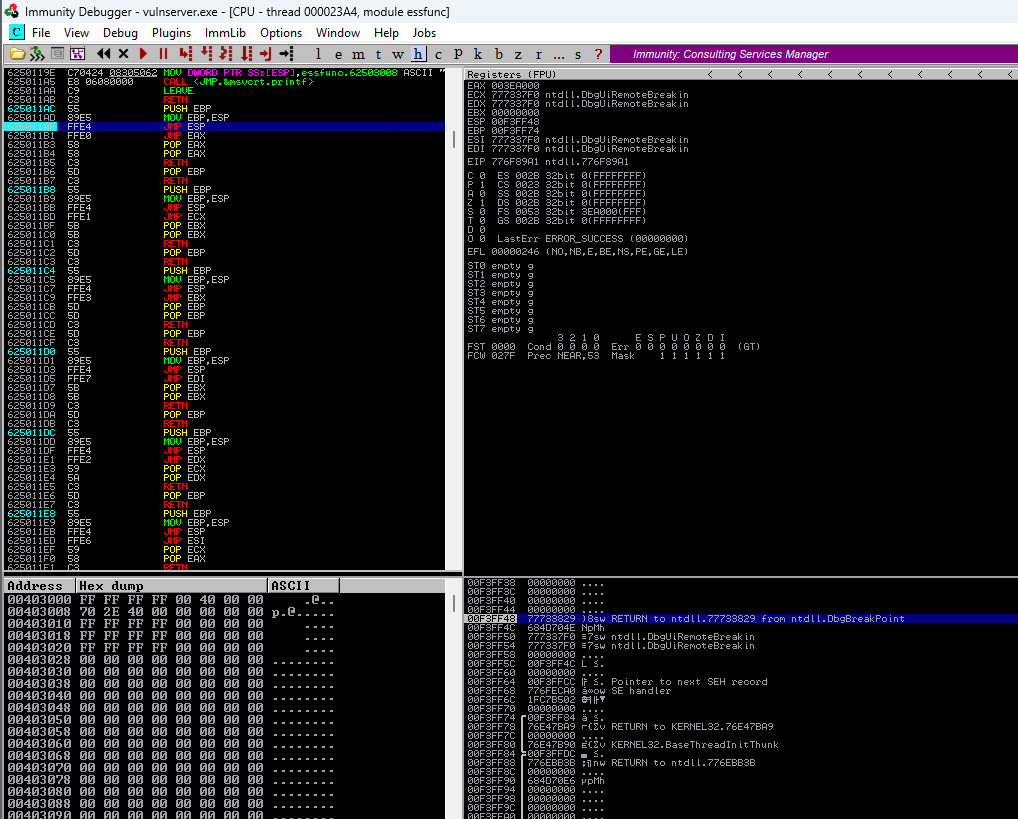 Immunity Debugger - vulnserver.exe - [CPU - thread 000023A4, module essfunc]
C File View Debug Plugins ImmLib Options Window Help Jobs
l e m t w h c P k b z r ... s ? Immunity: Consulting Services Manager
6250119E C70424 08305062 MOV DWORD PTR SS:[ESP],essfunc.62503008 ASCII "
625011A5 E8 06080000 CALL <JMP.&msvcrt.printf>
625011AA C9 LEAVE
625011AB C3 RETN
625011AC 55 PUSH EBP
625011AD 89E5 MOV EBP,ESP
FFE4 JMP ESP
625011B1 FFE0 JMP EAX
625011B3 58 POP EAX
625011B4 58 POP EAX
625011B5 C3 RETN
625011B6 5D POP EBP
625011B7 C3 RETN
625011B8 55 PUSH EBP
625011B9 89E5 MOV EBP,ESP
625011BB FFE4 JMP ESP
625011BD FFE1 JMP ECX
625011BF 5B POP EBX
625011C0 5B POP EBX
625011C1 C3 RETN
625011C2 5D POP EBP
625011C3 C3 RETN
625011C4 55 PUSH EBP
625011C5 89E5 MOV EBP,ESP
625011C7 FFE4 JMP ESP
625011C9 FFE3 JMP EBX
625011CB 5D POP EBP
625011CC 5D POP EBP
625011CD C3 RETN
625011CE 5D POP EBP
625011CF C3 RETN
625011D0 55 PUSH EBP
625011D1 89E5 MOV EBP,ESP
625011D3 FFE4 JMP ESP
625011D5 FFE7 JMP EDI
625011D7 5B POP EBX
625011D8 5B POP EBX
625011D9 C3 RETN
625011DA 5D POP EBP
625011DB C3 RETN
625011DC 55 PUSH EBP
625011DD 89E5 MOV EBP,ESP
625011DF FFE4 JMP ESP
625011E1 FFE2 JMP EDX
625011E3 59 POP ECX
625011E4 5A POP EDX
625011E5 C3 RETN
625011E6 5D POP EBP
625011E7 C3 RETN
625011E8 55 PUSH EBP
625011E9 89E5 MOV EBP,ESP
625011EB FFE4 JMP ESP
625011ED FFE6 JMP ESI
625011EF 59 POP ECX
625011F0 58 POP EAX
625011F1 C3 RETN
Registers (FPU) < < < < < < < < < < <
EAX 003EA000
ECX 777337F0 ntdll.DbgUiRemoteBreakin
EDX 777337F0 ntdll.DbgUiRemoteBreakin
EBX 00000000
ESP 00F3FF48
EBP 00F3FF74
ESI 777337F0 ntdll.DbgUiRemoteBreakin
EDI 777337F0 ntdll.DbgUiRemoteBreakin
EIP 776F89A1 ntdll.776F89A1
C 0 ES 002B 32bit 0(FFFFFFFF)
P 1 CS 0023 32bit 0(FFFFFFFF)
A 0 SS 002B 32bit 0(FFFFFFFF)
Z 1 DS 002B 32bit 0(FFFFFFFF)
S 0 FS 0053 32bit 3EA000(FFF)
T 0 GS 002B 32bit 0(FFFFFFFF)
D 0
O 0 LastErr ERROR_SUCCESS (00000000)
EFL 00000246 (NO,NB,E,BE,NS,PE,GE,LE)
ST0 empty g
ST1 empty g
ST2 empty g
ST3 empty g
ST4 empty g
ST5 empty g
ST6 empty g
ST7 empty g
3 2 1 0 E S P U O Z D I
FST 0000 Cond 0 0 0 0 Err 0 0 0 0 0 0 0 0 (GT)
FCW 027F Prec NEAR,53 Mask 1 1 1 1 1 1
Address Hex dump ASCII
00403000 FF FF FF FF 00 40 00 00 .@..
00403008 70 2E 40 00 00 00 00 00 p.@.....
00403010 FF FF FF FF 00 00 00 00 ....
00403018 FF FF FF FF 00 00 00 00 ....
00403020 FF FF FF FF 00 00 00 00 ....
00403028 00 00 00 00 00 00 00 00 ........
00403030 00 00 00 00 00 00 00 00 ........
00403038 00 00 00 00 00 00 00 00 ........
00403040 00 00 00 00 00 00 00 00 ........
00403048 00 00 00 00 00 00 00 00 ........
00403050 00 00 00 00 00 00 00 00 ........
00403058 00 00 00 00 00 00 00 00 ........
00403060 00 00 00 00 00 00 00 00 ........
00403068 00 00 00 00 00 00 00 00 ........
00403070 00 00 00 00 00 00 00 00 ........
00403078 00 00 00 00 00 00 00 00 ........
00403080 00 00 00 00 00 00 00 00 ........
00403088 00 00 00 00 00 00 00 00 ........
00403090 00 00 00 00 00 00 00 00 ........
00F3FF38 00000000 ....
00F3FF3C 00000000 ....
00F3FF40 00000000 ....
00F3FF44 00000000 ....
00F3FF48 77733829 )8sw RETURN to ntdll.77733829 from ntdll.DbgBreakPoint
00F3FF4C 684D704E NpMh
00F3FF50 777337F0 ≡7sw ntdll.DbgUiRemoteBreakin
00F3FF54 777337F0 ≡7sw ntdll.DbgUiRemoteBreakin
00F3FF58 00000000 ....
00F3FF5C 00F3FF4C L ≤.
00F3FF60 00000000 ....
00F3FF64 00F3FFCC ╠ ≤. Pointer to next SEH record
00F3FF68 776FECA0 SE handler
00F3FF6C 1FC7B502
00F3FF70 00000000 ....
00F3FF74 00F3FF84 ä ≤.
00F3FF78 76E47BA9 RETURN to KERNEL32.76E47BA9
00F3FF7C 00000000 ....
00F3FF80 76E47B90 KERNEL32.BaseThreadInitThunk
00F3FF84 00F3FFDC ▄ ≤.
00F3FF88 776EBB3B ;╗nw RETURN to ntdll.776EBB3B
00F3FF8C 00000000 ....
00F3FF90 684D70E6 µpMh
00F3FF94 00000000 ....
00F3FF98 00000000 ....
00F3FF9C 00000000 ....
00F3FFA0 00000000 ....